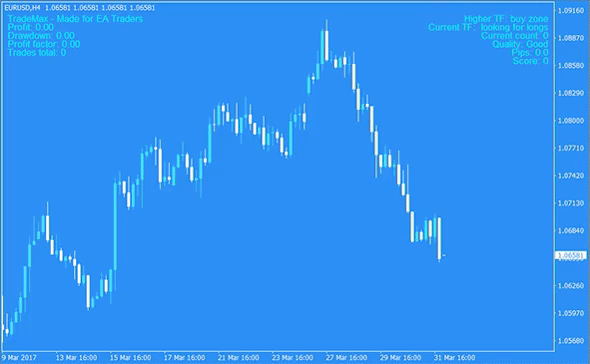 EURUSD,H4 1.06581 1.06581 1.06581 1.06581
TradeMax - Made for EA Traders
Profit: 0.00
Drawdown: 0.00
Profit factor: 0.00
Trades total: 0
Higher TF: buy zone
Current TF: looking for longs
Current count: 0
Quality: Good
Pips: 0.0
Score: 0
1.09160
1.08870
1.08580
1.08290
1.08000
1.07710
1.07420
1.07130
1.06840
1.06581
1.06260
1.05970
1.05680
9 Mar 2017 13 Mar 16:00 15 Mar 16:00 17 Mar 16:00 21 Mar 16:00 23 Mar 16:00 27 Mar 16:00 29 Mar 16:00 31 Mar 16:00